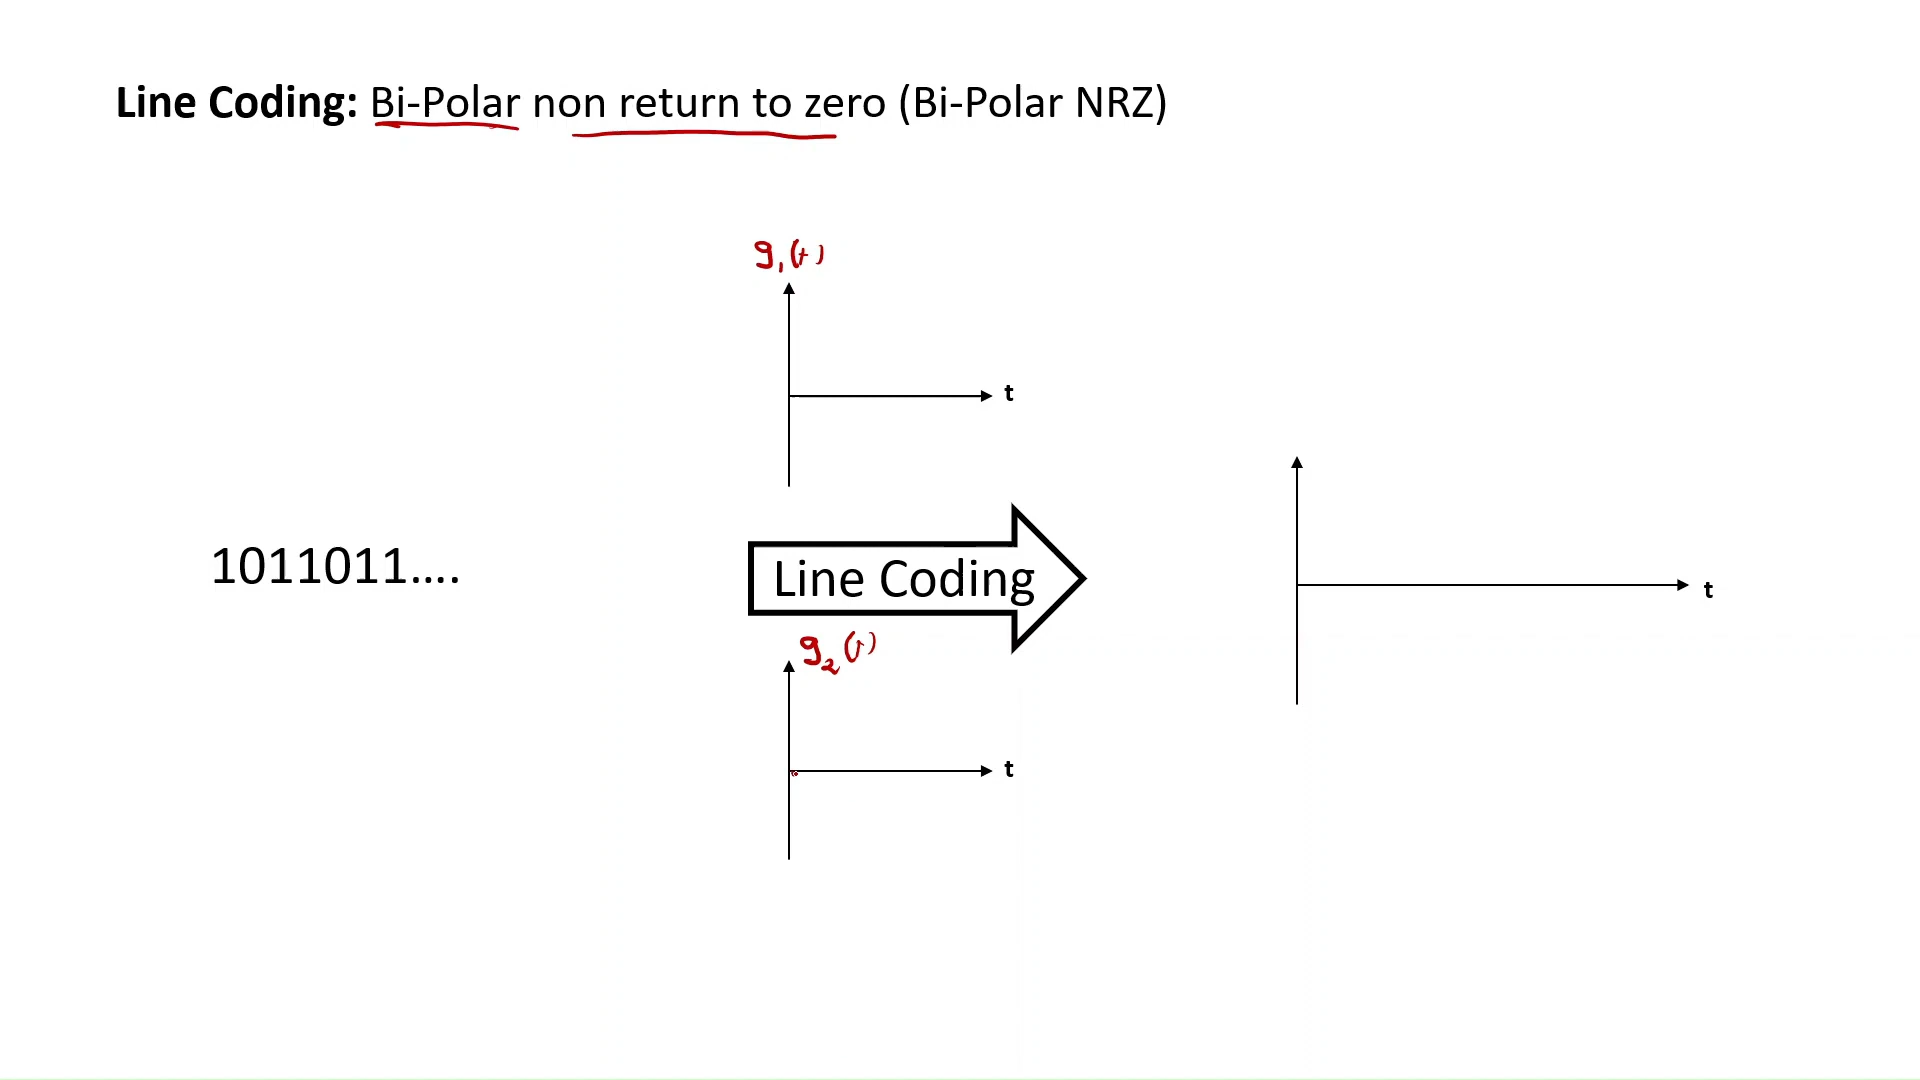 Line Coding: Bi-Polar non return to zero (Bi-Polar NRZ)
g₁(t)
t
1011011....
Line Coding
t
g₂(t)
t